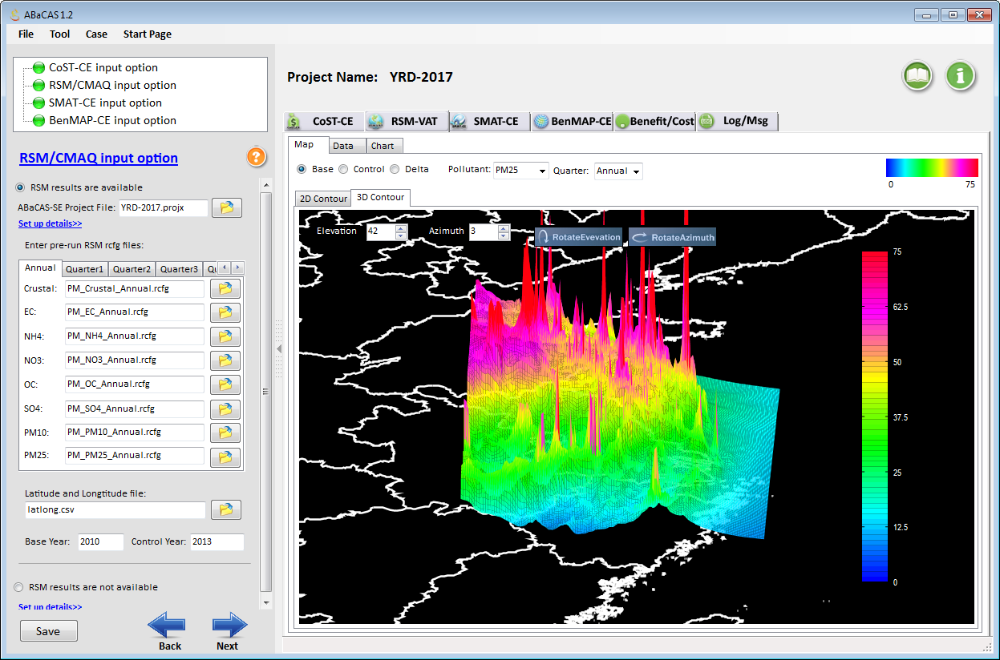 ABaCAS 1.2
File Tool Case Start Page
CoST-CE input option
RSM/CMAQ input option
SMAT-CE input option
BenMAP-CE input option
RSM/CMAQ input option
?
RSM results are available
ABaCAS-SE Project File: YRD-2017.projx
Set up details>>
Enter pre-run RSM rcfg files:
Annual Quarter1 Quarter2 Quarter3 Qu
Crustal: PM_Crustal_Annual.rcfg
EC: PM_EC_Annual.rcfg
NH4: PM_NH4_Annual.rcfg
NO3: PM_NO3_Annual.rcfg
OC: PM_OC_Annual.rcfg
SO4: PM_SO4_Annual.rcfg
PM10: PM_PM10_Annual.rcfg
PM25: PM_PM25_Annual.rcfg
Latitude and Longtitude file:
latlong.csv
Base Year: 2010 Control Year: 2013
RSM results are not available
Set up details>>
Save
Back
Next
Project Name: YRD-2017
i
CoST-CE RSM-VAT SMAT-CE BenMAP-CE Benefit/Cost Log/Msg
Map Data Chart
Base Control Delta Pollutant: PM25 Quarter: Annual
0 75
2D Contour 3D Contour
Elevation 42 Azimuth 3 RotateEvevation RotateAzimuth
75
62.5
50
37.5
25
12.5
0